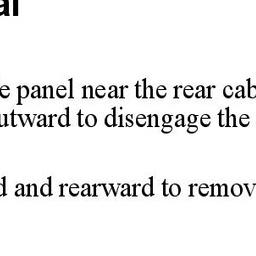 al
e panel near the rear cab
utward to disengage the
d and rearward to remov